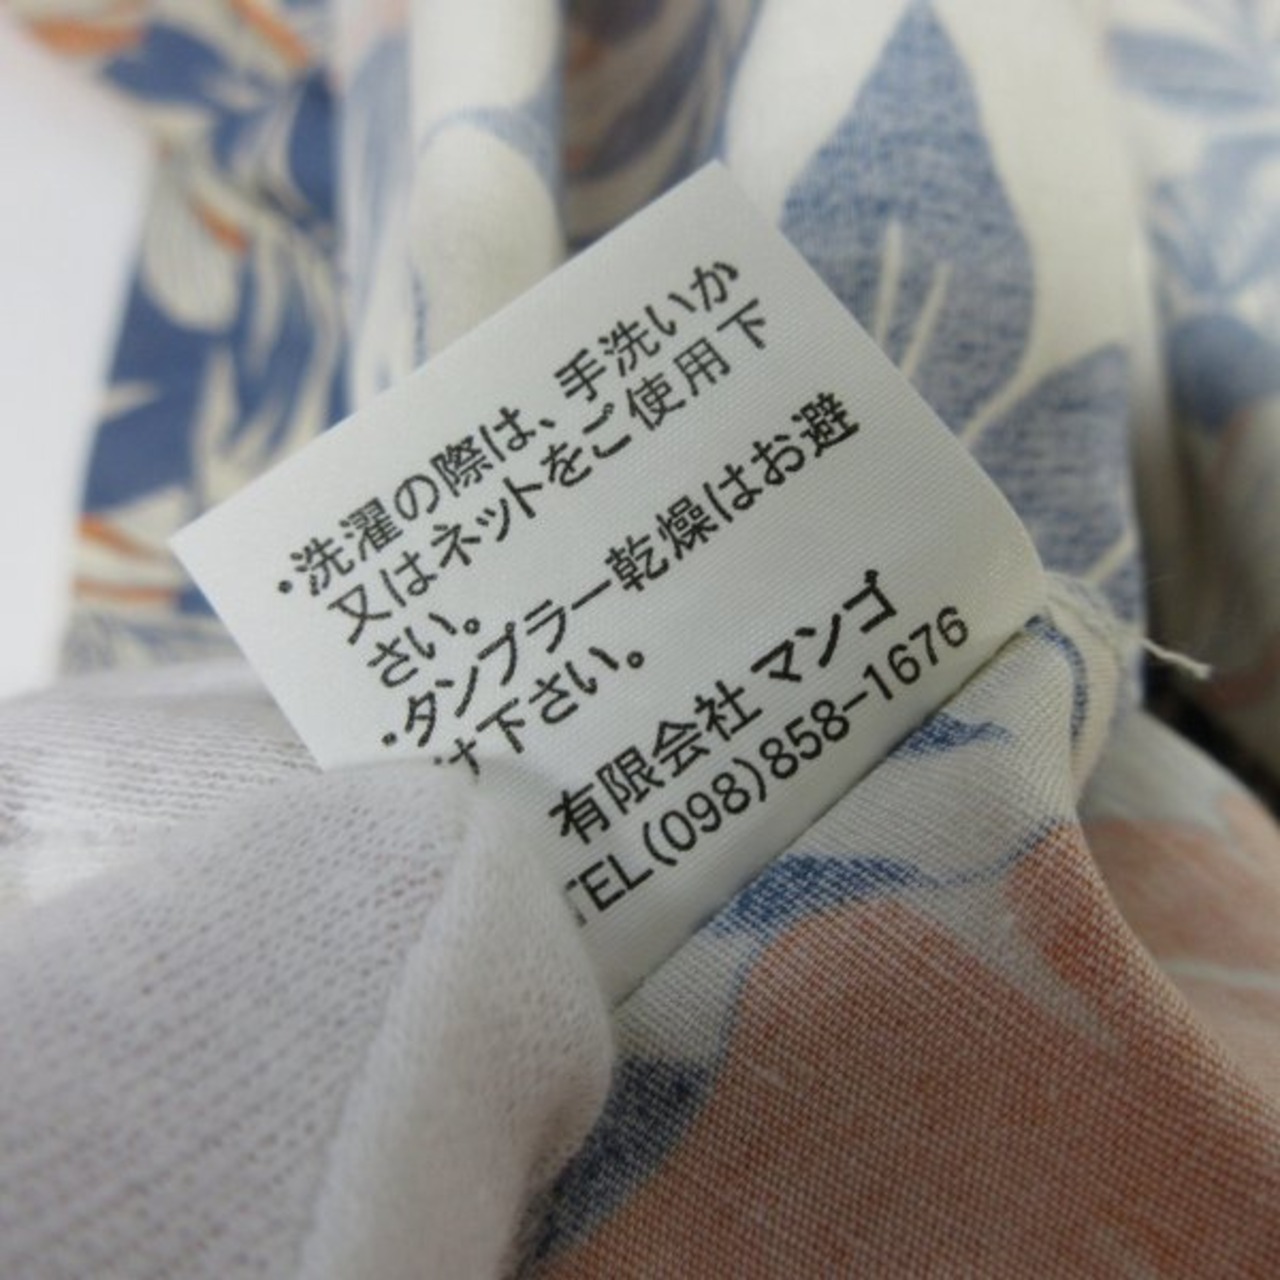 ・洗濯の際は、手洗いか
又はネットをご使用下
さい。
・タンブラー乾燥はお避
け下さい。
有限会社 マンゴ
TEL(098)858-1676